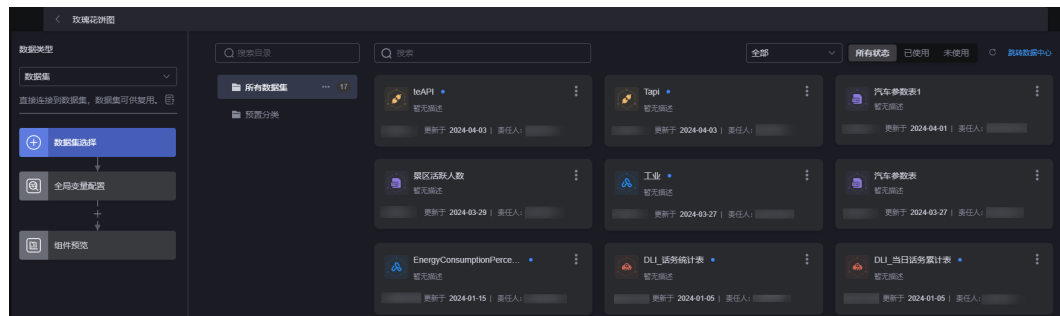 < 玫瑰花饼图
数据类型
数据集
直接连接到数据集，数据集可供复用。
数据集选择
全局变量配置
组件预览
搜索目录
所有数据集 ... 17
预置分类
搜索
全部
所有状态 已使用 未使用 跳转数据中心
teAPI
暂无描述
更新于 2024-04-03 | 责任人:
Tapi
暂无描述
更新于 2024-04-03 | 责任人:
汽车参数表1
暂无描述
更新于 2024-04-01 | 责任人:
景区活跃人数
暂无描述
更新于 2024-03-29 | 责任人:
工业
暂无描述
更新于 2024-03-27 | 责任人:
汽车参数表
暂无描述
更新于 2024-03-27 | 责任人:
EnergyConsumptionPerce...
暂无描述
更新于 2024-01-15 | 责任人:
DLI_话务统计表
暂无描述
更新于 2024-01-05 | 责任人:
DLI_当日话务累计表
暂无描述
更新于 2024-01-05 | 责任人: